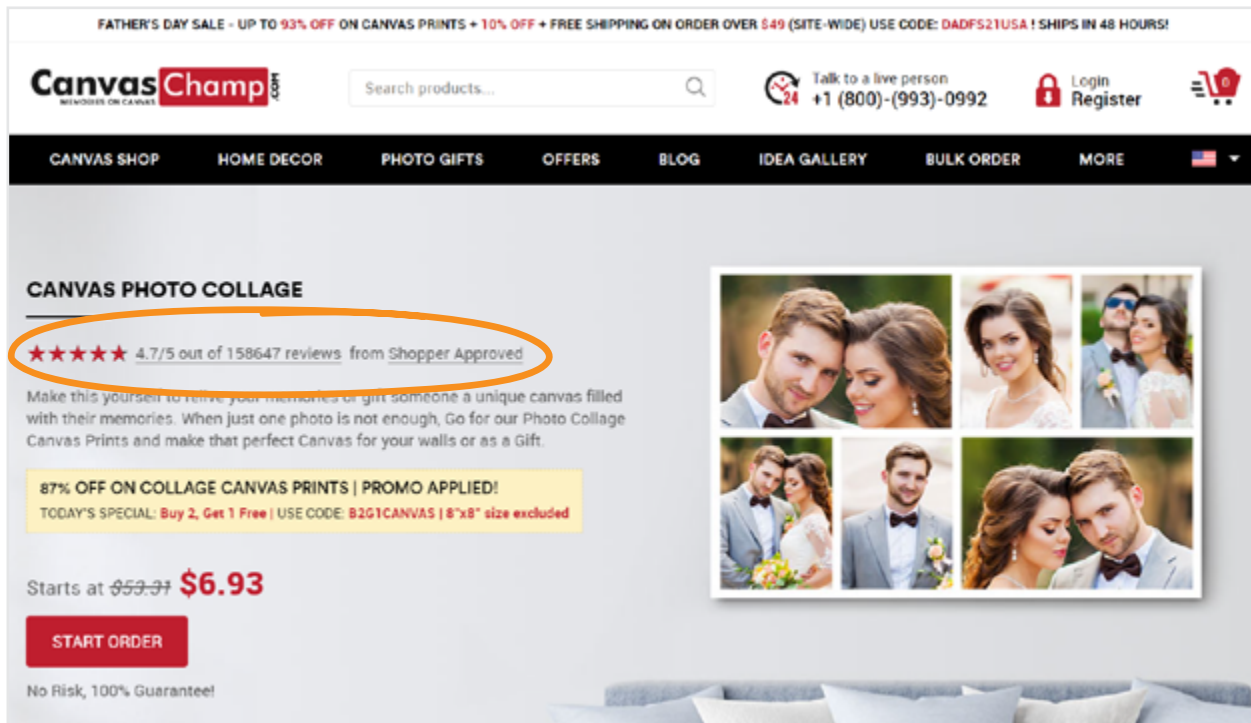 FATHER'S DAY SALE - UP TO 93% OFF ON CANVAS PRINTS + 10% OFF + FREE SHIPPING ON ORDER OVER $49 (SITE-WIDE) USE CODE: DADFS21USA ! SHIPS IN 48 HOURS!
CanvasChamp.COM
MEMORIES ON CANVAS
Search products...
24
Talk to a live person
+1 (800)-(993)-0992
Login
Register
0
CANVAS SHOP HOME DECOR PHOTO GIFTS OFFERS BLOG IDEA GALLERY BULK ORDER MORE
CANVAS PHOTO COLLAGE
★★★★★ 4.7/5 out of 158647 reviews from Shopper Approved
Make this yourself to relive your memories or gift someone a unique canvas filled
with their memories. When just one photo is not enough, Go for our Photo Collage
Canvas Prints and make that perfect Canvas for your walls or as a Gift.
87% OFF ON COLLAGE CANVAS PRINTS | PROMO APPLIED!
TODAY'S SPECIAL: Buy 2, Get 1 Free | USE CODE: B2G1CANVAS | 8"x8" size excluded
Starts at $53.31 $6.93
START ORDER
No Risk, 100% Guarantee!